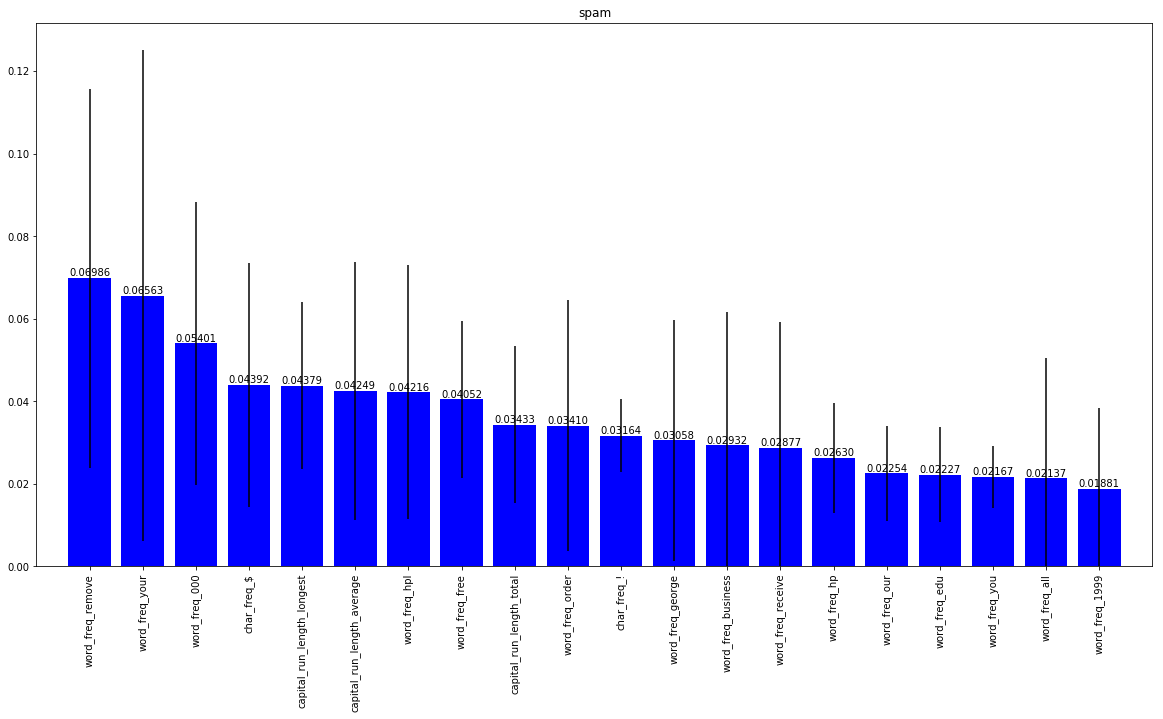 spam
0.12
0.10
0.08
0.06
0.04
0.02
0.00
0.06986
0.06563
0.05401
0.04392
0.04379
0.04249
0.04216
0.04052
0.03433
0.03410
0.03164
0.03058
0.02932
0.02877
0.02630
0.02254
0.02227
0.02167
0.02137
0.01881
word_freq_remove
word_freq_your
word_freq_000
char_freq_$
capital_run_length_longest
capital_run_length_average
word_freq_hpl
word_freq_free
capital_run_length_total
word_freq_order
char_freq_!
word_freq_george
word_freq_business
word_freq_receive
word_freq_hp
word_freq_our
word_freq_edu
word_freq_you
word_freq_all
word_freq_1999